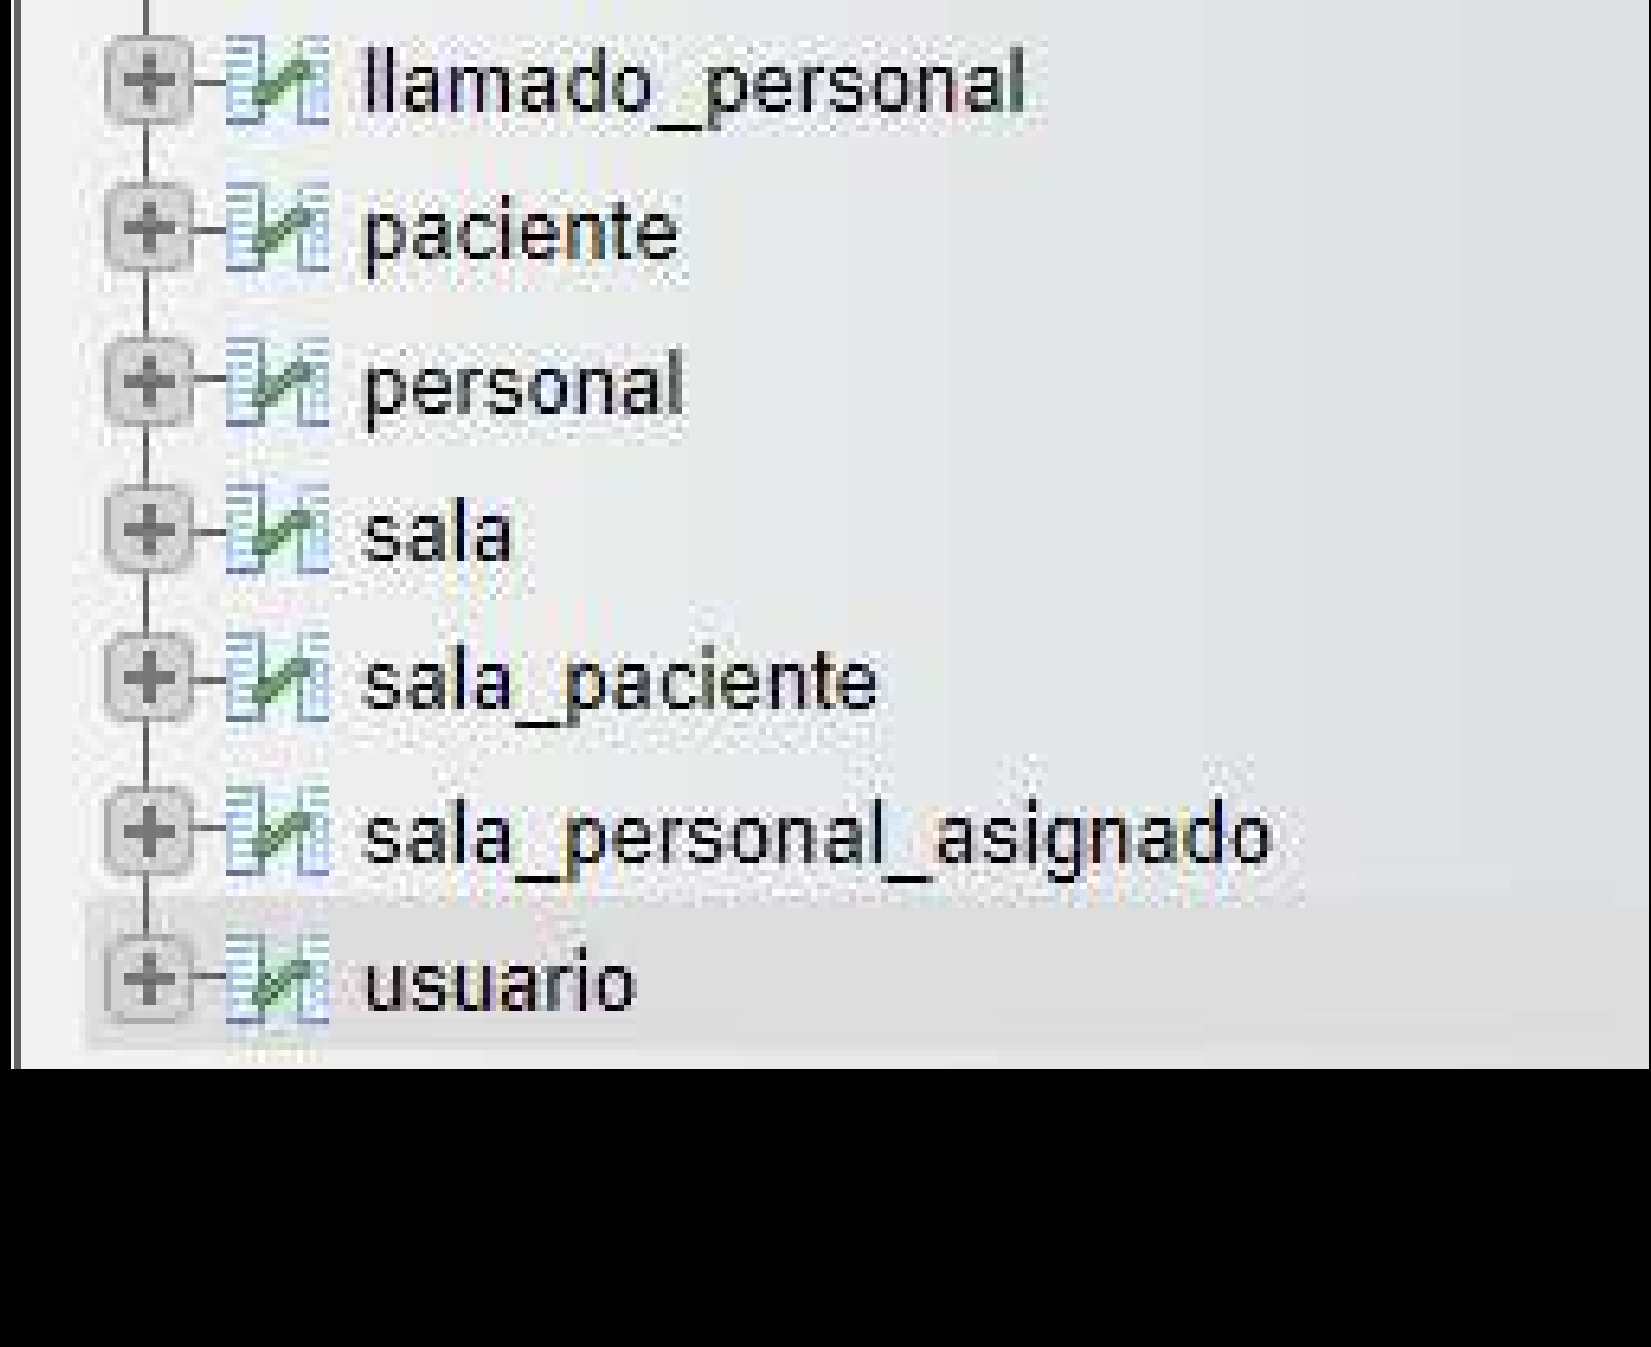 llamado_personal
paciente
personal
sala
sala_paciente
sala_personal_asignado
usuario